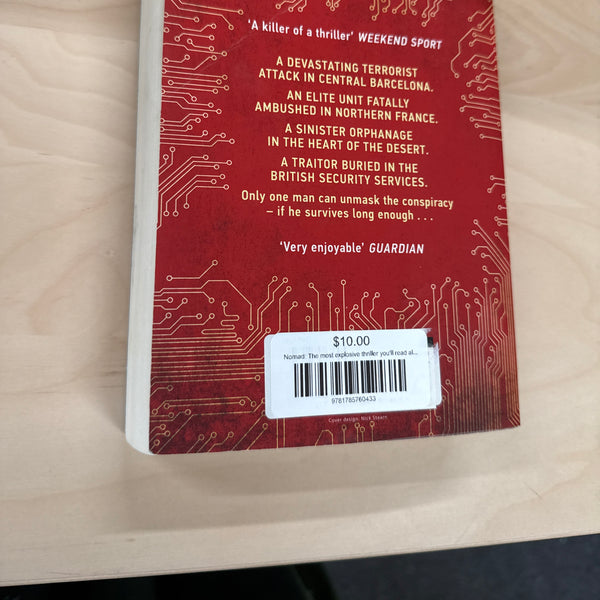 'A killer of a thriller' WEEKEND SPORT
A DEVASTATING TERRORIST
ATTACK IN CENTRAL BARCELONA.
AN ELITE UNIT FATALLY
AMBUSHED IN NORTHERN FRANCE.
A SINISTER ORPHANAGE
IN THE HEART OF THE DESERT.
A TRAITOR BURIED IN THE
BRITISH SECURITY SERVICES.
Only one man can unmask the conspiracy
– if he survives long enough . . .
'Very enjoyable' GUARDIAN
$10.00
Nomad: The most explosive thriller you'll read al...
9781785760433
Cover design: Nick Stearn